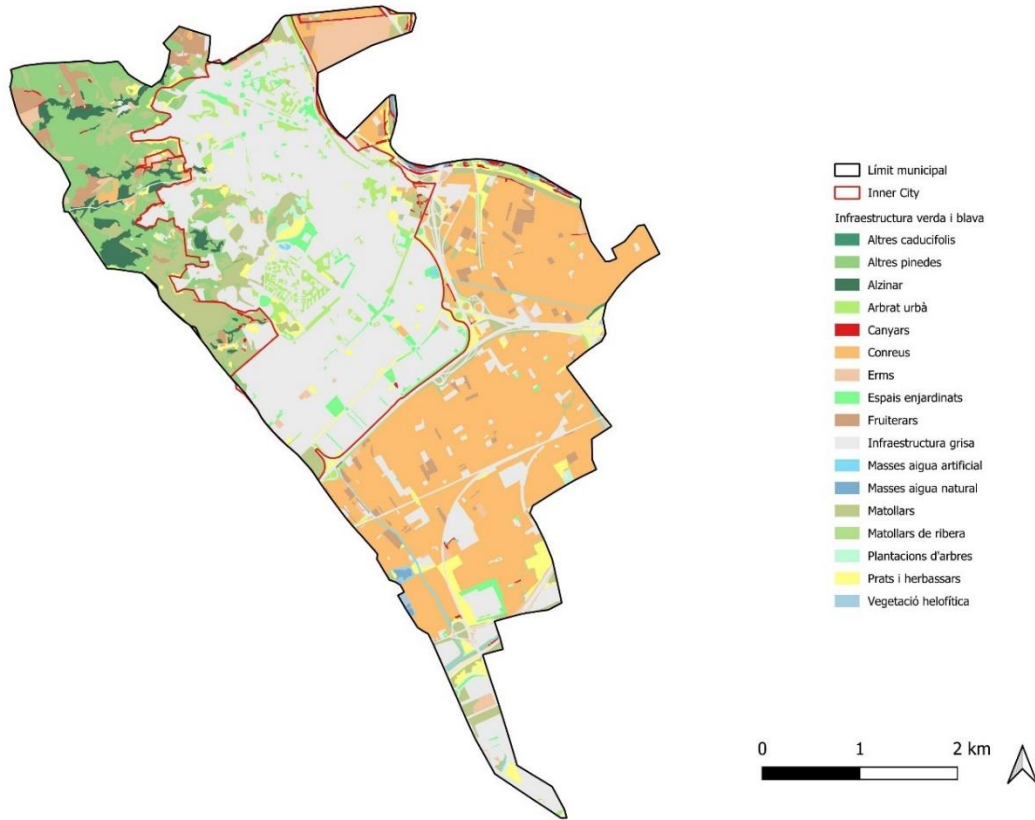 Límit municipal
Inner City
Infraestructura verda i blava
Altres caducifolis
Altres pinedes
Alzinar
Arbrat urbà
Canyars
Conreus
Erms
Espais enjardinats
Fruiterars
Infraestructura grisa
Masses aigua artificial
Masses aigua natural
Matollars
Matollars de ribera
Plantacions d'arbres
Prats i herbassars
Vegetació helofítica
0 1 2 km